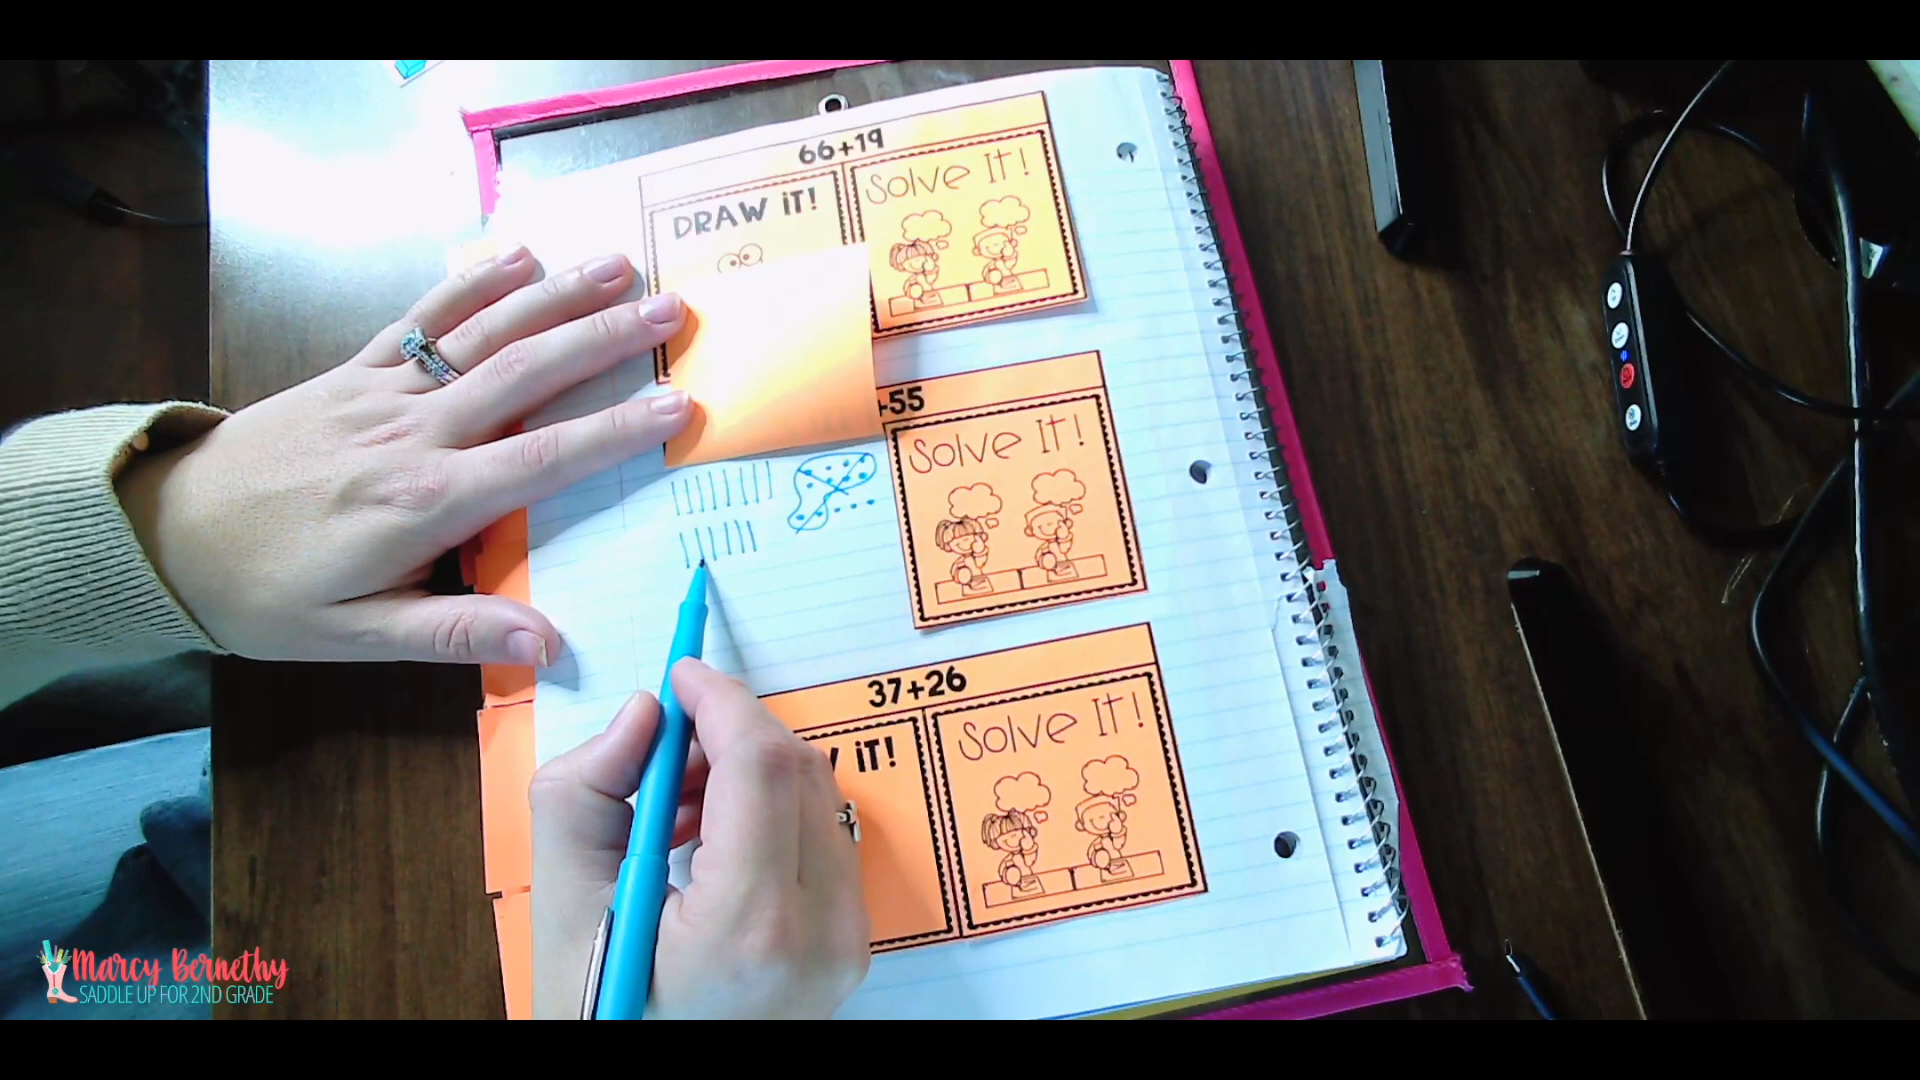 66+19
DRAW iT!
Solve It!
+55
Solve It!
37+26
iT!
Solve It!
Marcy Bernethy
SADDLE UP FOR 2ND GRADE